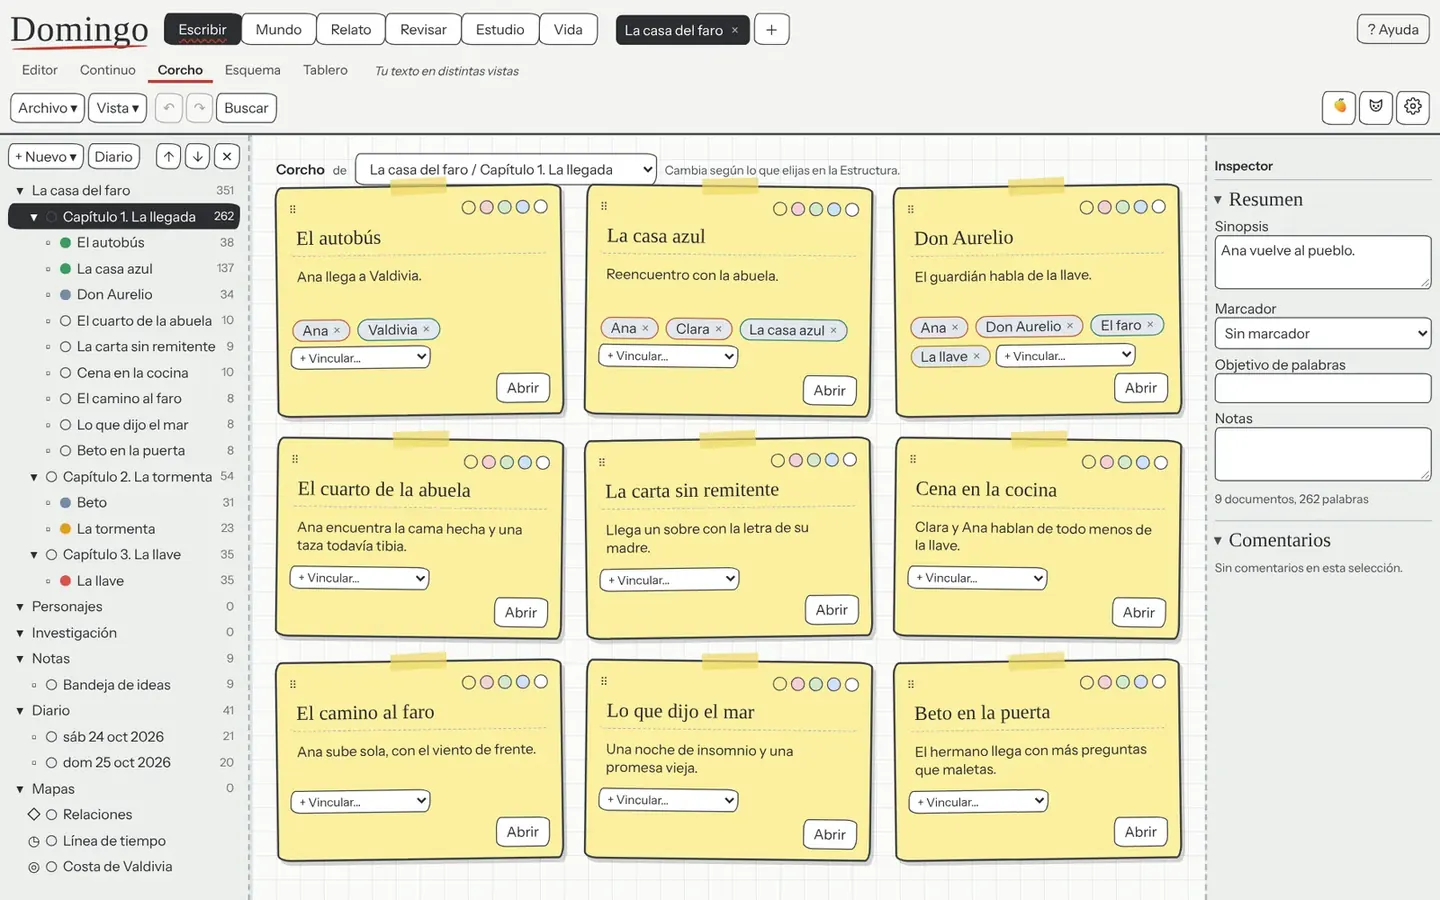 Domingo
Escribir Mundo Relato Revisar Estudio Vida La casa del faro × + ? Ayuda
Editor Continuo Corcho Esquema Tablero Tu texto en distintas vistas
Archivo ▾ Vista ▾ ↶ ↷ Buscar
+ Nuevo ▾ Diario ↑ ↓ ✕
▼ La casa del faro 351
▼ Capítulo 1. La llegada 262
El autobús 38
La casa azul 137
Don Aurelio 34
El cuarto de la abuela 10
La carta sin remitente 9
Cena en la cocina 10
El camino al faro 8
Lo que dijo el mar 8
Beto en la puerta 8
▼ Capítulo 2. La tormenta 54
Beto 31
La tormenta 23
▼ Capítulo 3. La llave 35
La llave 35
▼ Personajes 0
▼ Investigación 0
▼ Notas 9
Bandeja de ideas 9
▼ Diario 41
sáb 24 oct 2026 21
dom 25 oct 2026 20
▼ Mapas 0
Relaciones
Línea de tiempo
Costa de Valdivia
Corcho de La casa del faro / Capítulo 1. La llegada Cambia según lo que elijas en la Estructura.
El autobús
Ana llega a Valdivia.
Ana × Valdivia ×
+ Vincular...
Abrir
La casa azul
Reencuentro con la abuela.
Ana × Clara × La casa azul ×
+ Vincular...
Abrir
Don Aurelio
El guardián habla de la llave.
Ana × Don Aurelio × El faro ×
La llave × + Vincular...
Abrir
El cuarto de la abuela
Ana encuentra la cama hecha y una
taza todavía tibia.
+ Vincular...
Abrir
La carta sin remitente
Llega un sobre con la letra de su
madre.
+ Vincular...
Abrir
Cena en la cocina
Clara y Ana hablan de todo menos de
la llave.
+ Vincular...
Abrir
El camino al faro
Ana sube sola, con el viento de frente.
+ Vincular...
Abrir
Lo que dijo el mar
Una noche de insomnio y una
promesa vieja.
+ Vincular...
Abrir
Beto en la puerta
El hermano llega con más preguntas
que maletas.
+ Vincular...
Abrir
Inspector
▼ Resumen
Sinopsis
Ana vuelve al pueblo.
Marcador
Sin marcador
Objetivo de palabras
Notas
9 documentos, 262 palabras
▼ Comentarios
Sin comentarios en esta selección.